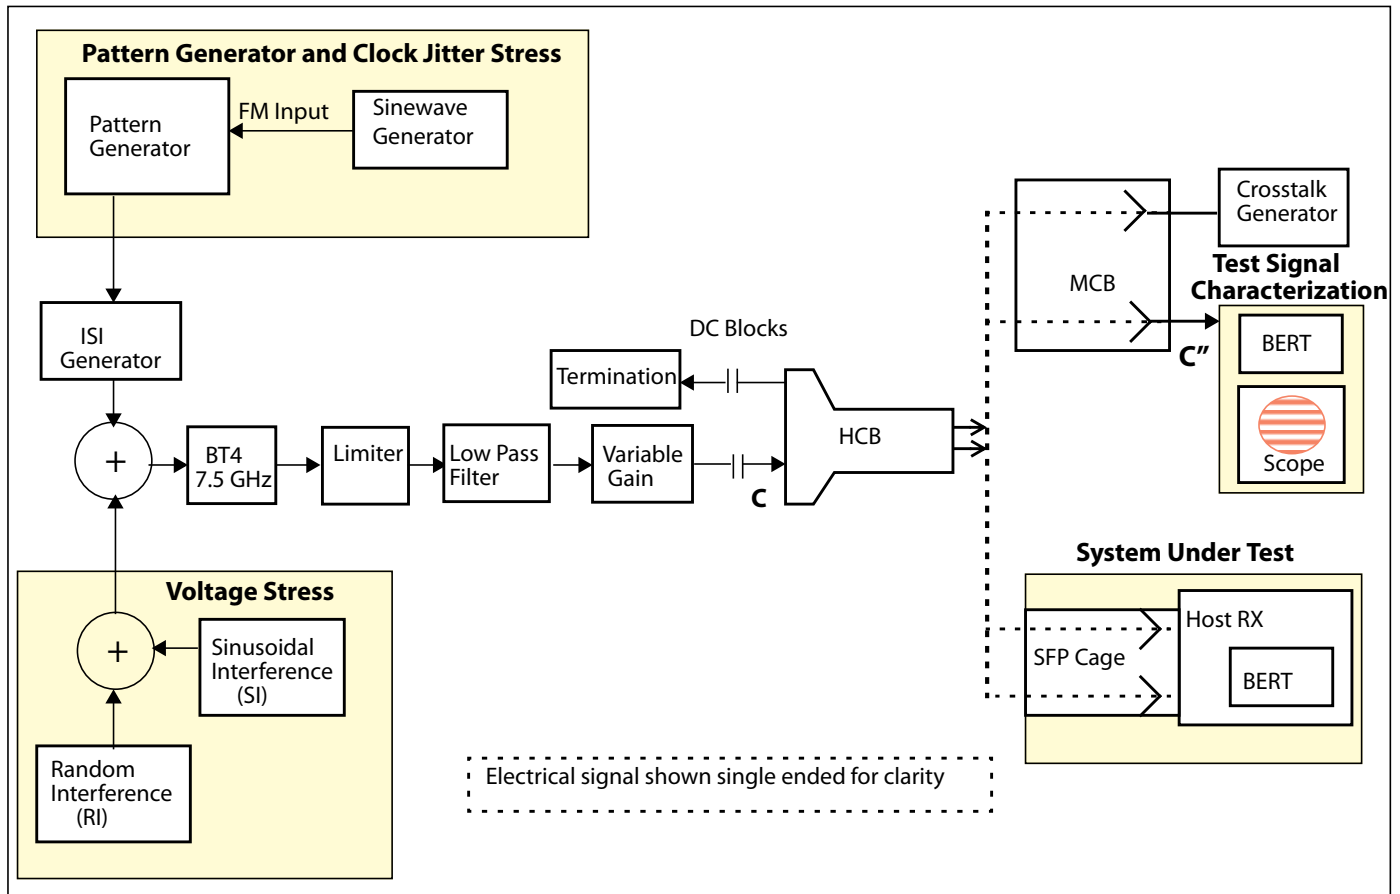 Pattern Generator and Clock Jitter Stress
Pattern
Generator
FM Input
Sinewave
Generator
ISI
Generator
+
BT4
7.5 GHz
Limiter
Low Pass
Filter
Variable
Gain
Termination
DC Blocks
C
HCB
MCB
Crosstalk
Generator
Test Signal
Characterization
C″
BERT
Scope
System Under Test
SFP Cage
Host RX
BERT
Voltage Stress
+
Sinusoidal
Interference
(SI)
Random
Interference
(RI)
Electrical signal shown single ended for clarity